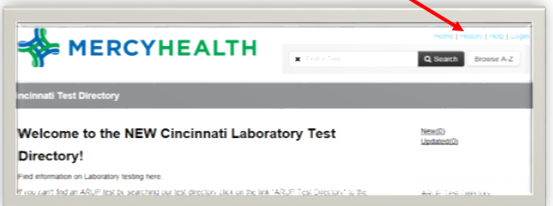 Home | History | Help | Login
MERCYHEALTH
Find a Test
Search
Browse A-Z
incinnati Test Directory
Welcome to the NEW Cincinnati Laboratory Test
Directory!
New(0)
Updated(0)
Find information on Laboratory testing here.
If you can't find an ARUP test by searching our test directory click on the link "ARUP Test Directory" to the
ARUP Test Directory